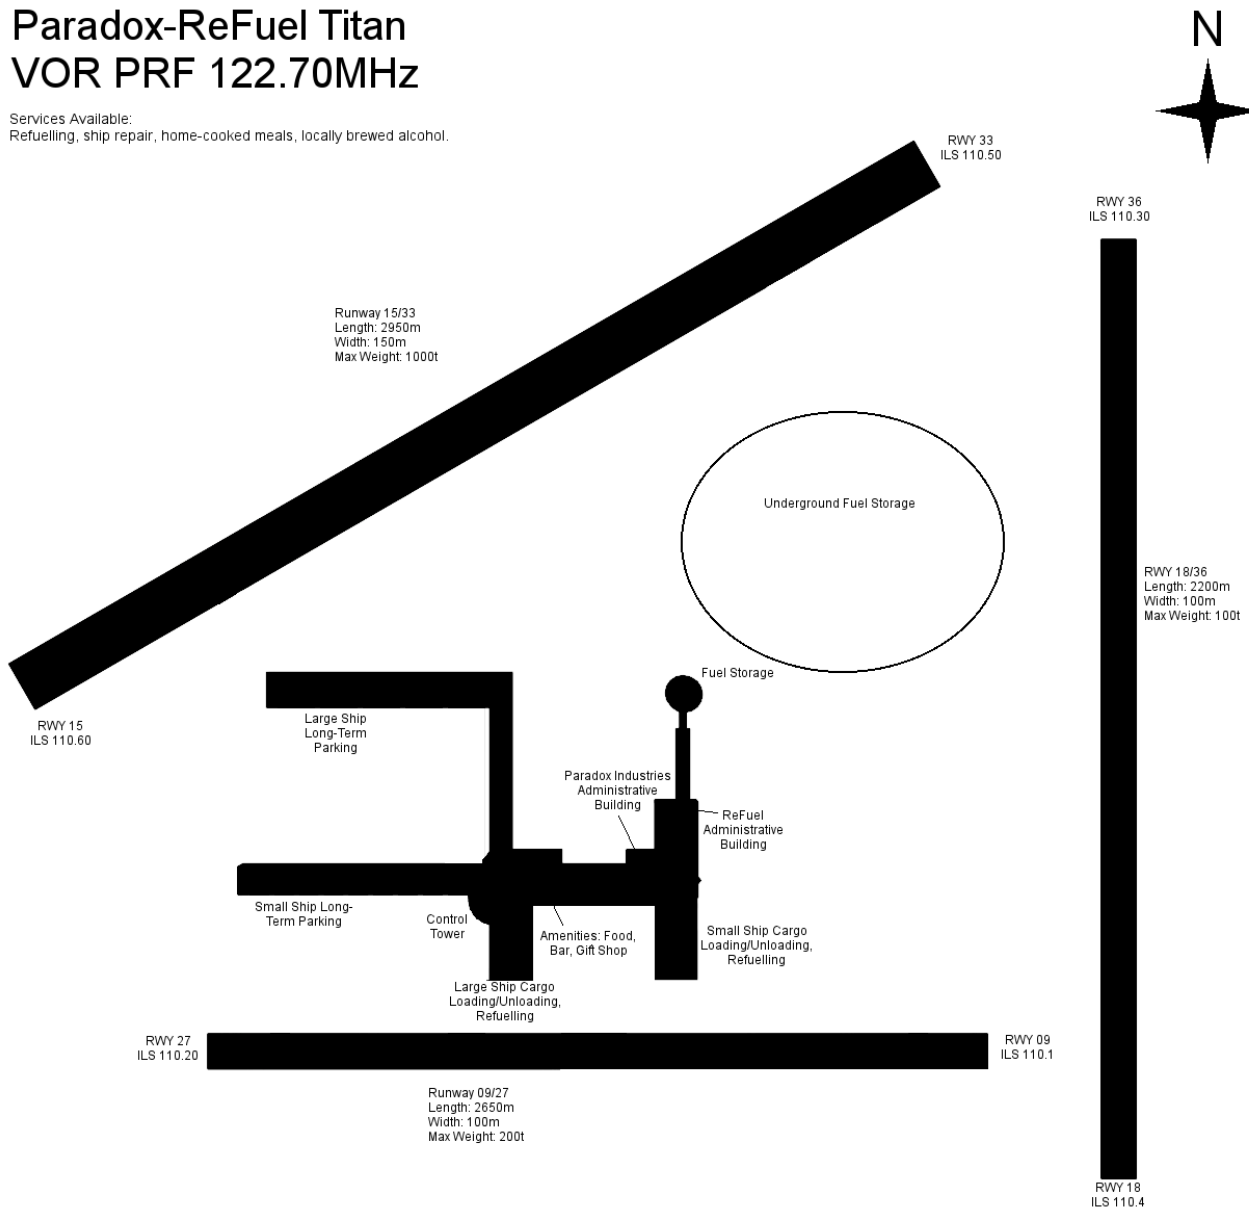 Paradox-ReFuel Titan
VOR PRF 122.70MHz
N
Services Available:
Refuelling, ship repair, home-cooked meals, locally brewed alcohol.
RWY 33
ILS 110.50
RWY 36
ILS 110.30
Runway 15/33
Length: 2950m
Width: 150m
Max Weight: 1000t
Underground Fuel Storage
RWY 18/36
Length: 2200m
Width: 100m
Max Weight: 100t
Fuel Storage
RWY 15
ILS 110.60
Large Ship
Long-Term
Parking
Paradox Industries
Administrative
Building
ReFuel
Administrative
Building
Small Ship Long-
Term Parking
Control
Tower
Amenities: Food,
Bar, Gift Shop
Small Ship Cargo
Loading/Unloading,
Refuelling
Large Ship Cargo
Loading/Unloading,
Refuelling
RWY 27
ILS 110.20
RWY 09
ILS 110.1
Runway 09/27
Length: 2650m
Width: 100m
Max Weight: 200t
RWY 18
ILS 110.4